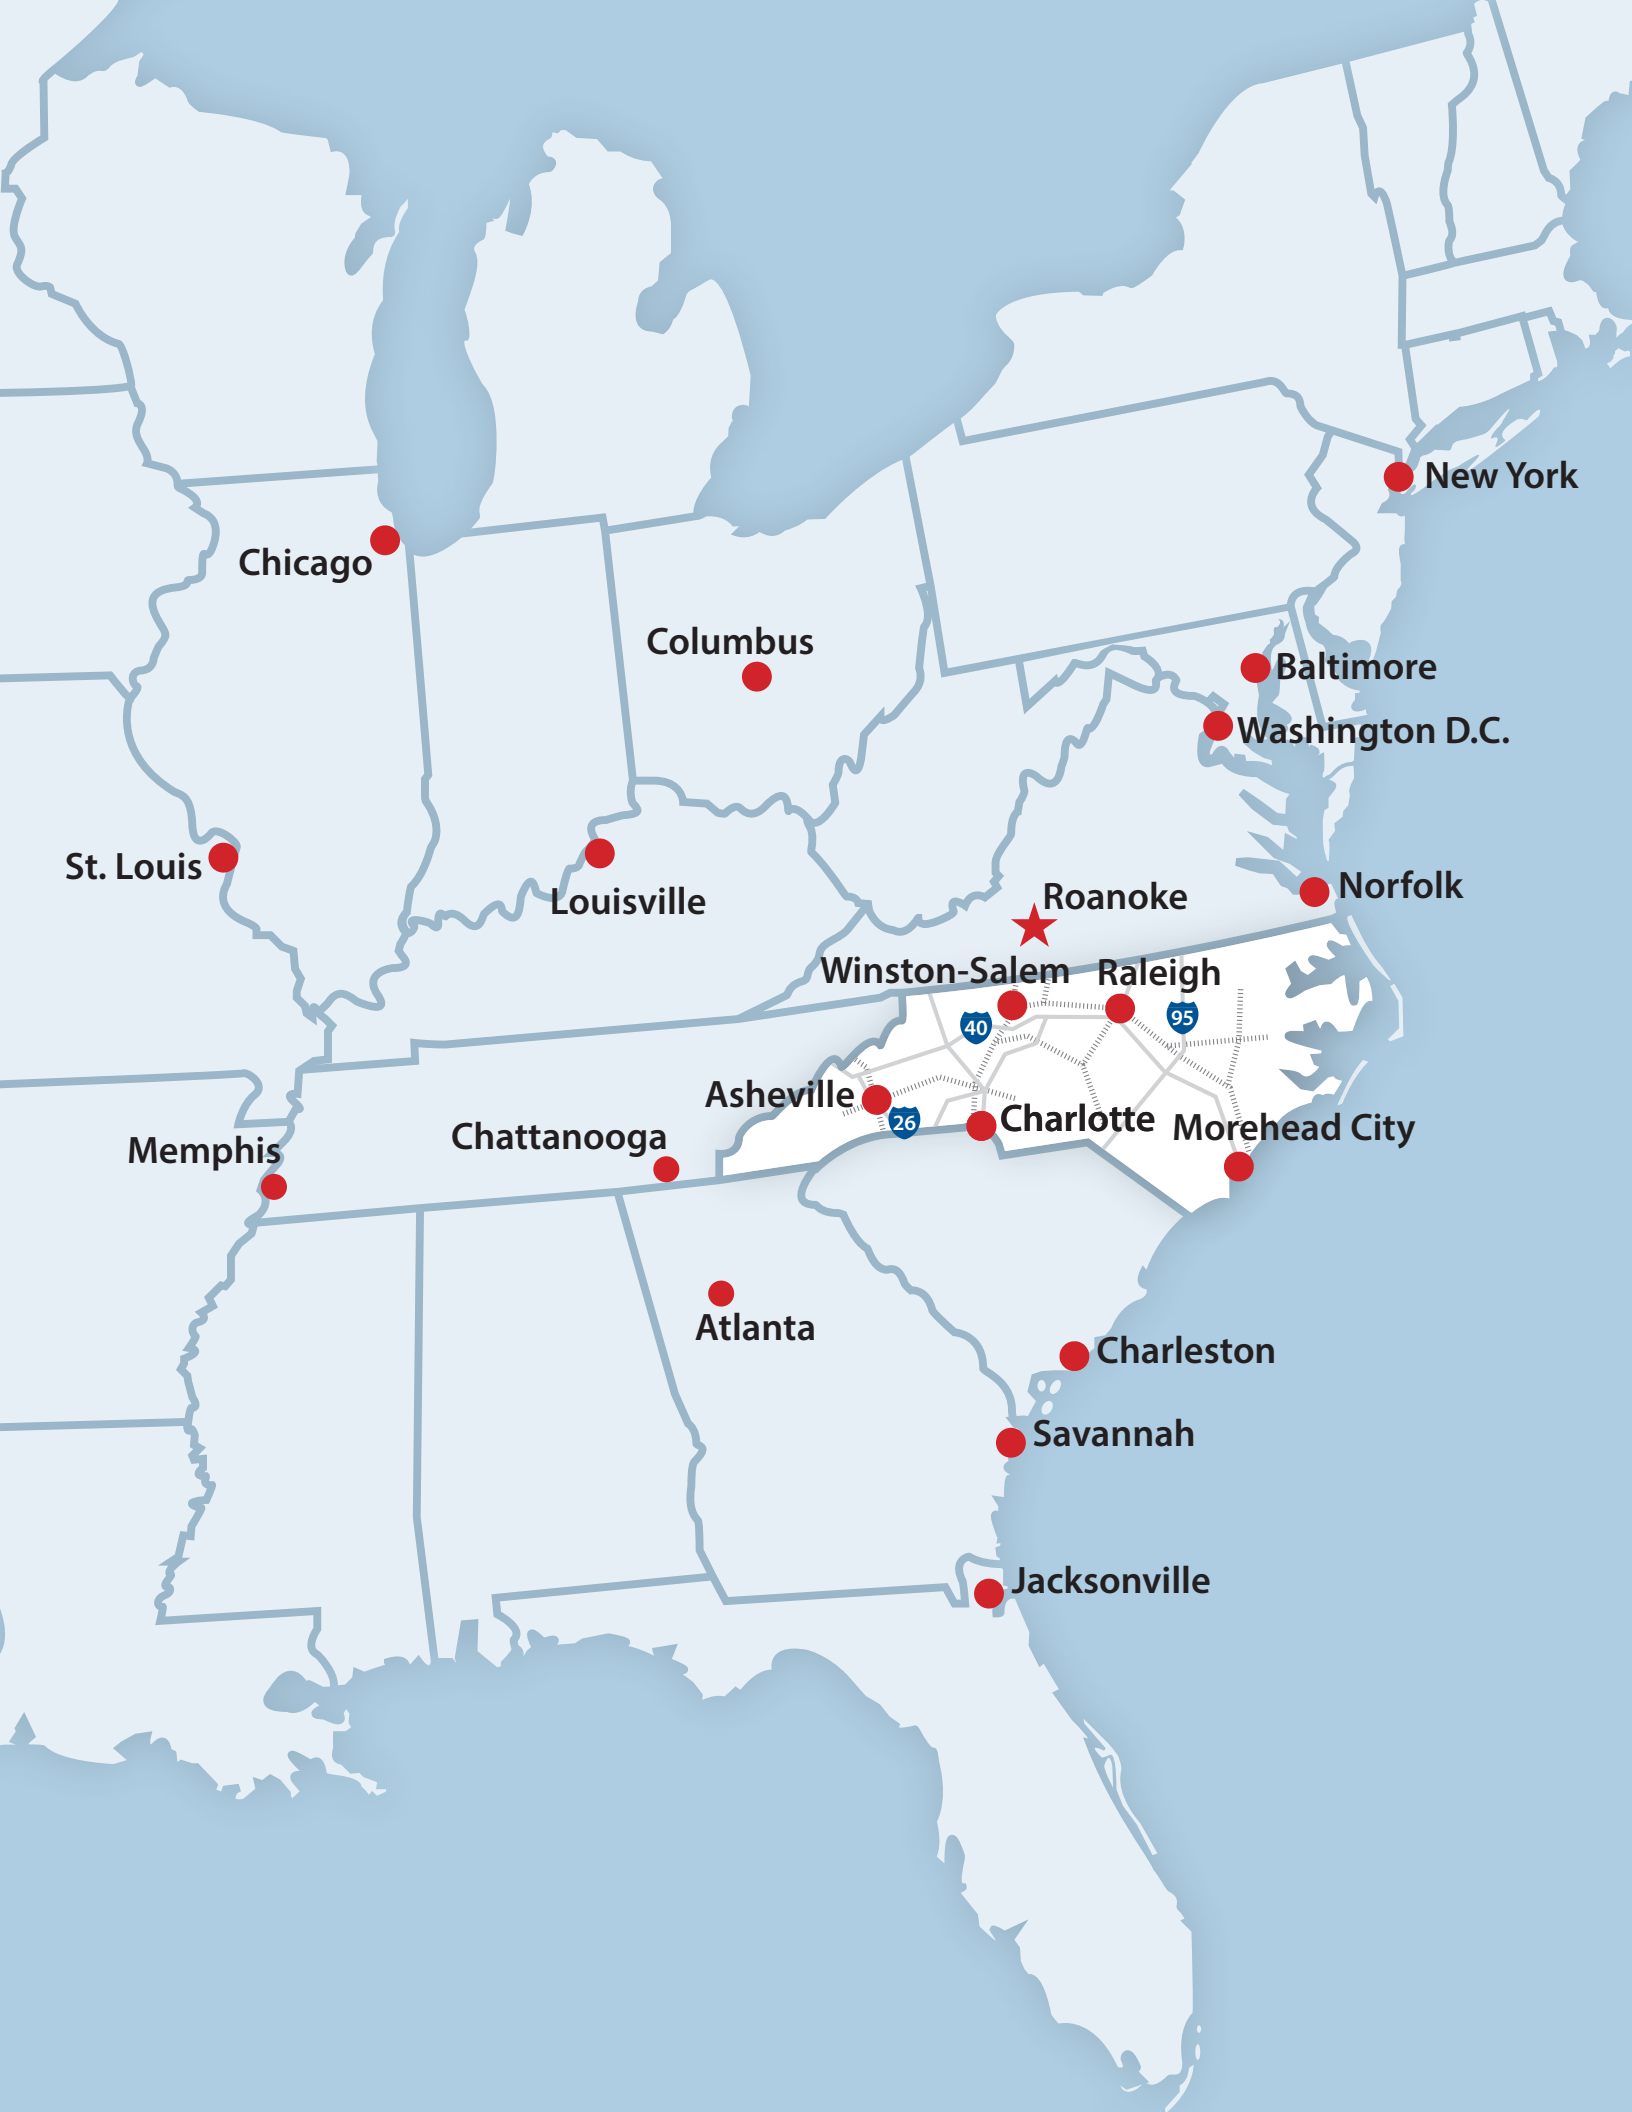 New York
Chicago
Columbus
Baltimore
Washington D.C.
St. Louis
Louisville
Norfolk
Roanoke
Winston-Salem
Raleigh
40
95
Asheville
26
Charlotte
Morehead City
Chattanooga
Memphis
Atlanta
Charleston
Savannah
Jacksonville